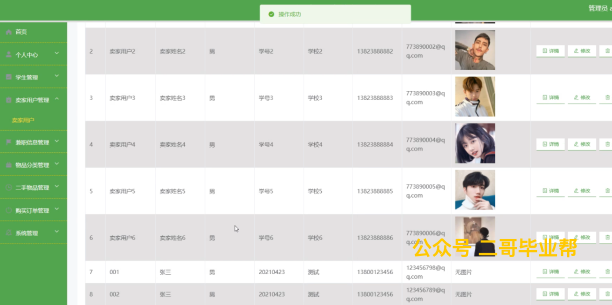 管理员
操作成功
首页
个人中心
学生管理
卖家用户管理
卖家用户
兼职信息管理
物品分类管理
二手物品管理
购买订单管理
系统管理
2 卖家用户2 卖家姓名2 男 学号2 学校2 13823888882 773890002@qq.com 详情 修改
3 卖家用户3 卖家姓名3 男 学号3 学校3 13823888883 773890003@qq.com 详情 修改
4 卖家用户4 卖家姓名4 男 学号4 学校4 13823888884 773890004@qq.com 详情 修改
5 卖家用户5 卖家姓名5 男 学号5 学校5 13823888885 773890005@qq.com 详情 修改
6 卖家用户6 卖家姓名6 男 学号6 学校6 13823888886 773890006@qq.com 详情 修改
公众号 二哥毕业帮
7 001 张三 男 20210423 测试 13800123456 123456798@qq.com 无图片 详情 修改
8 002 张三 男 20210423 测试 13800123456 123456789@qq.com 无图片 详情 修改